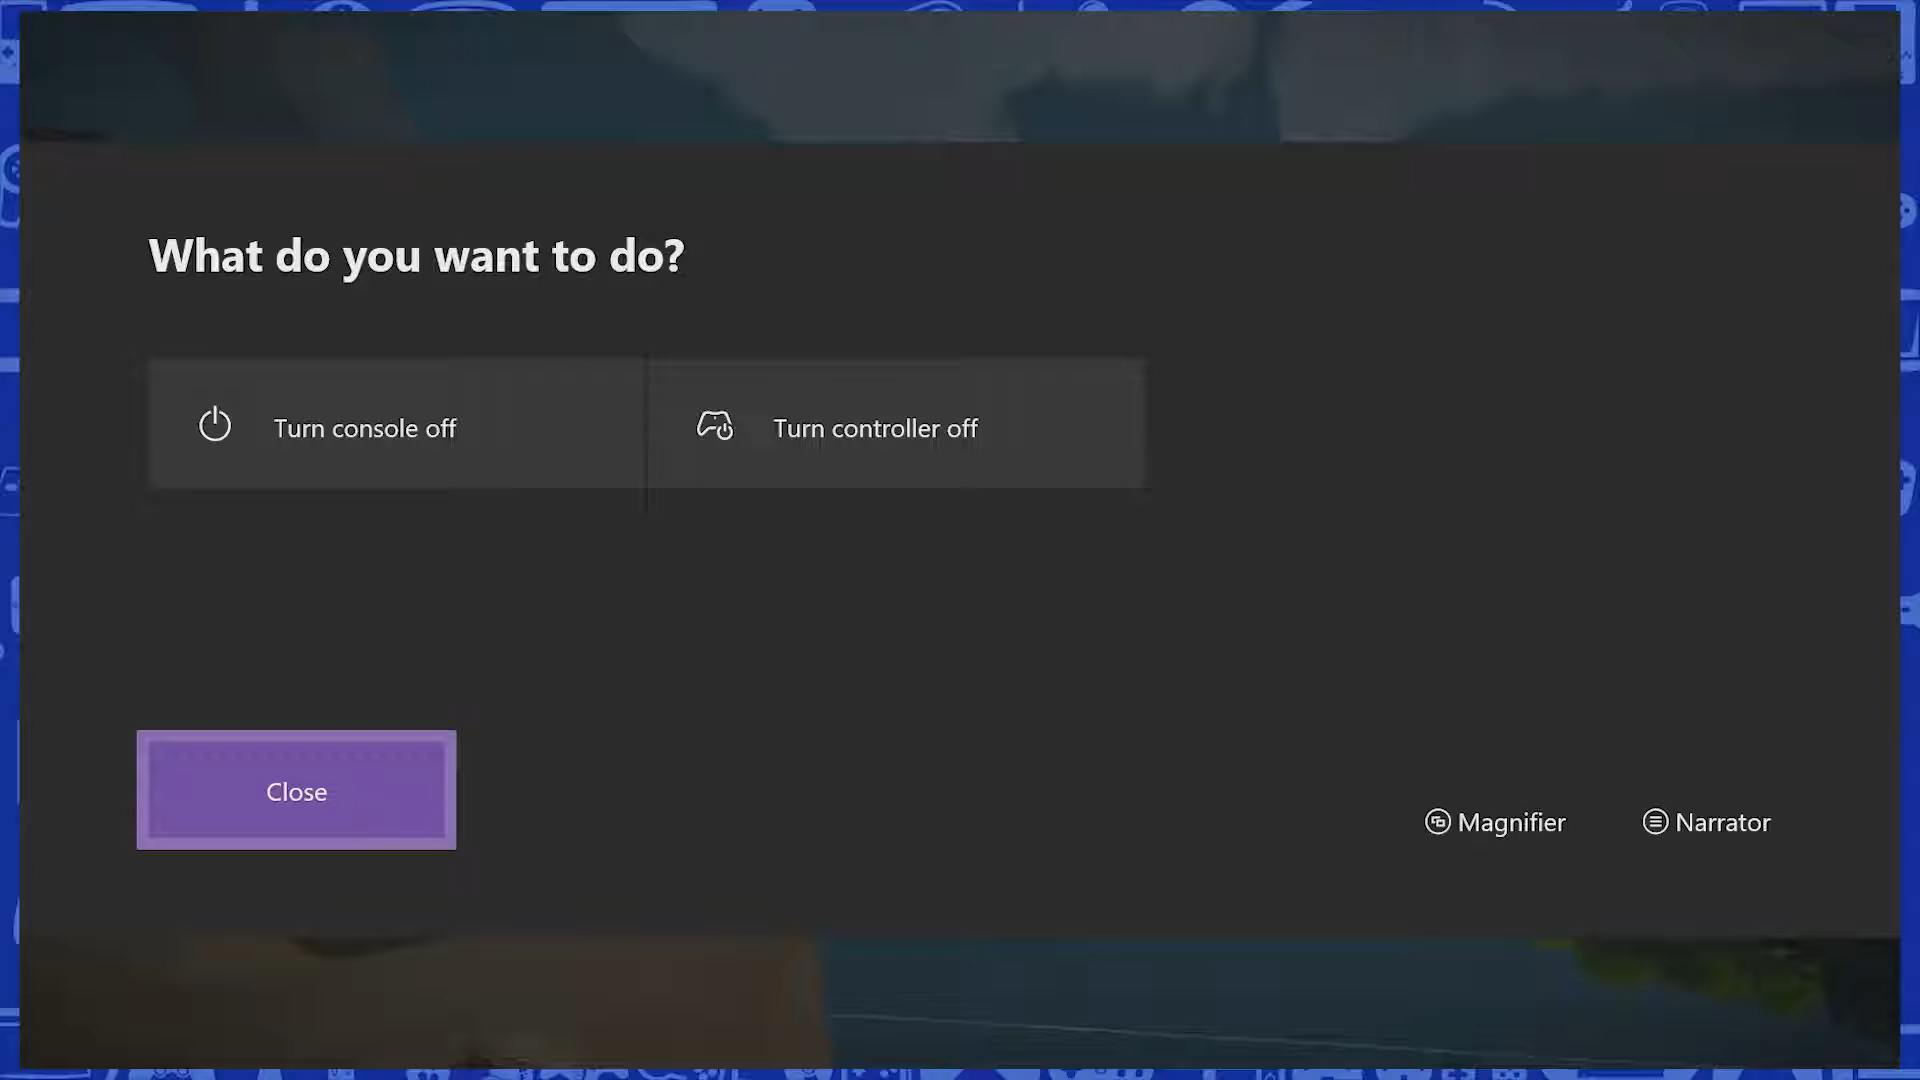 What do you want to do?
Turn console off
Turn controller off
Close
Magnifier
Narrator